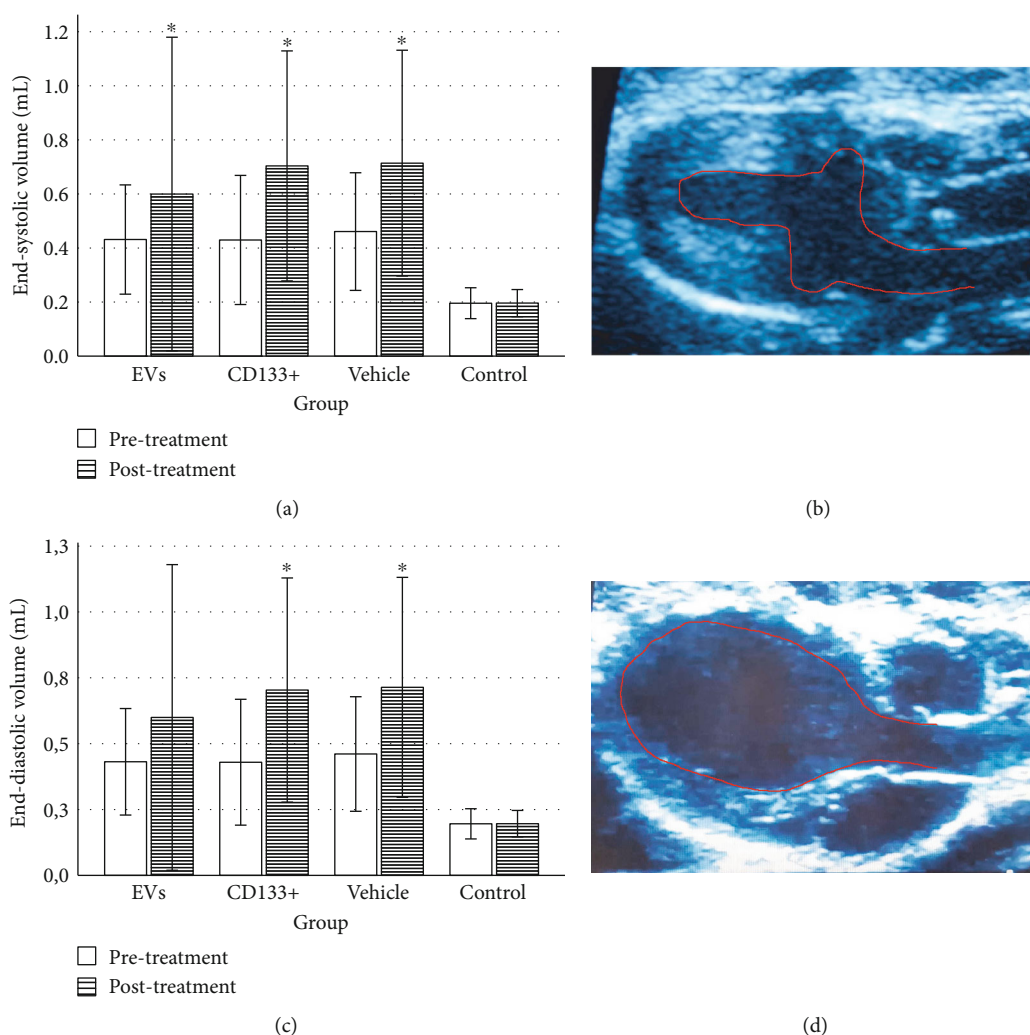 1.2
1.0
0.8
0.6
0.4
0.2
0.0
End-systolic volume (mL)
* * *
EVs CD133+ Vehicle Control
Group
Pre-treatment
Post-treatment
(a)
(b)
1,3
1,0
0,8
0,5
0,3
0,0
End-diastolic volume (mL)
* *
EVs CD133+ Vehicle Control
Group
Pre-treatment
Post-treatment
(c)
(d)